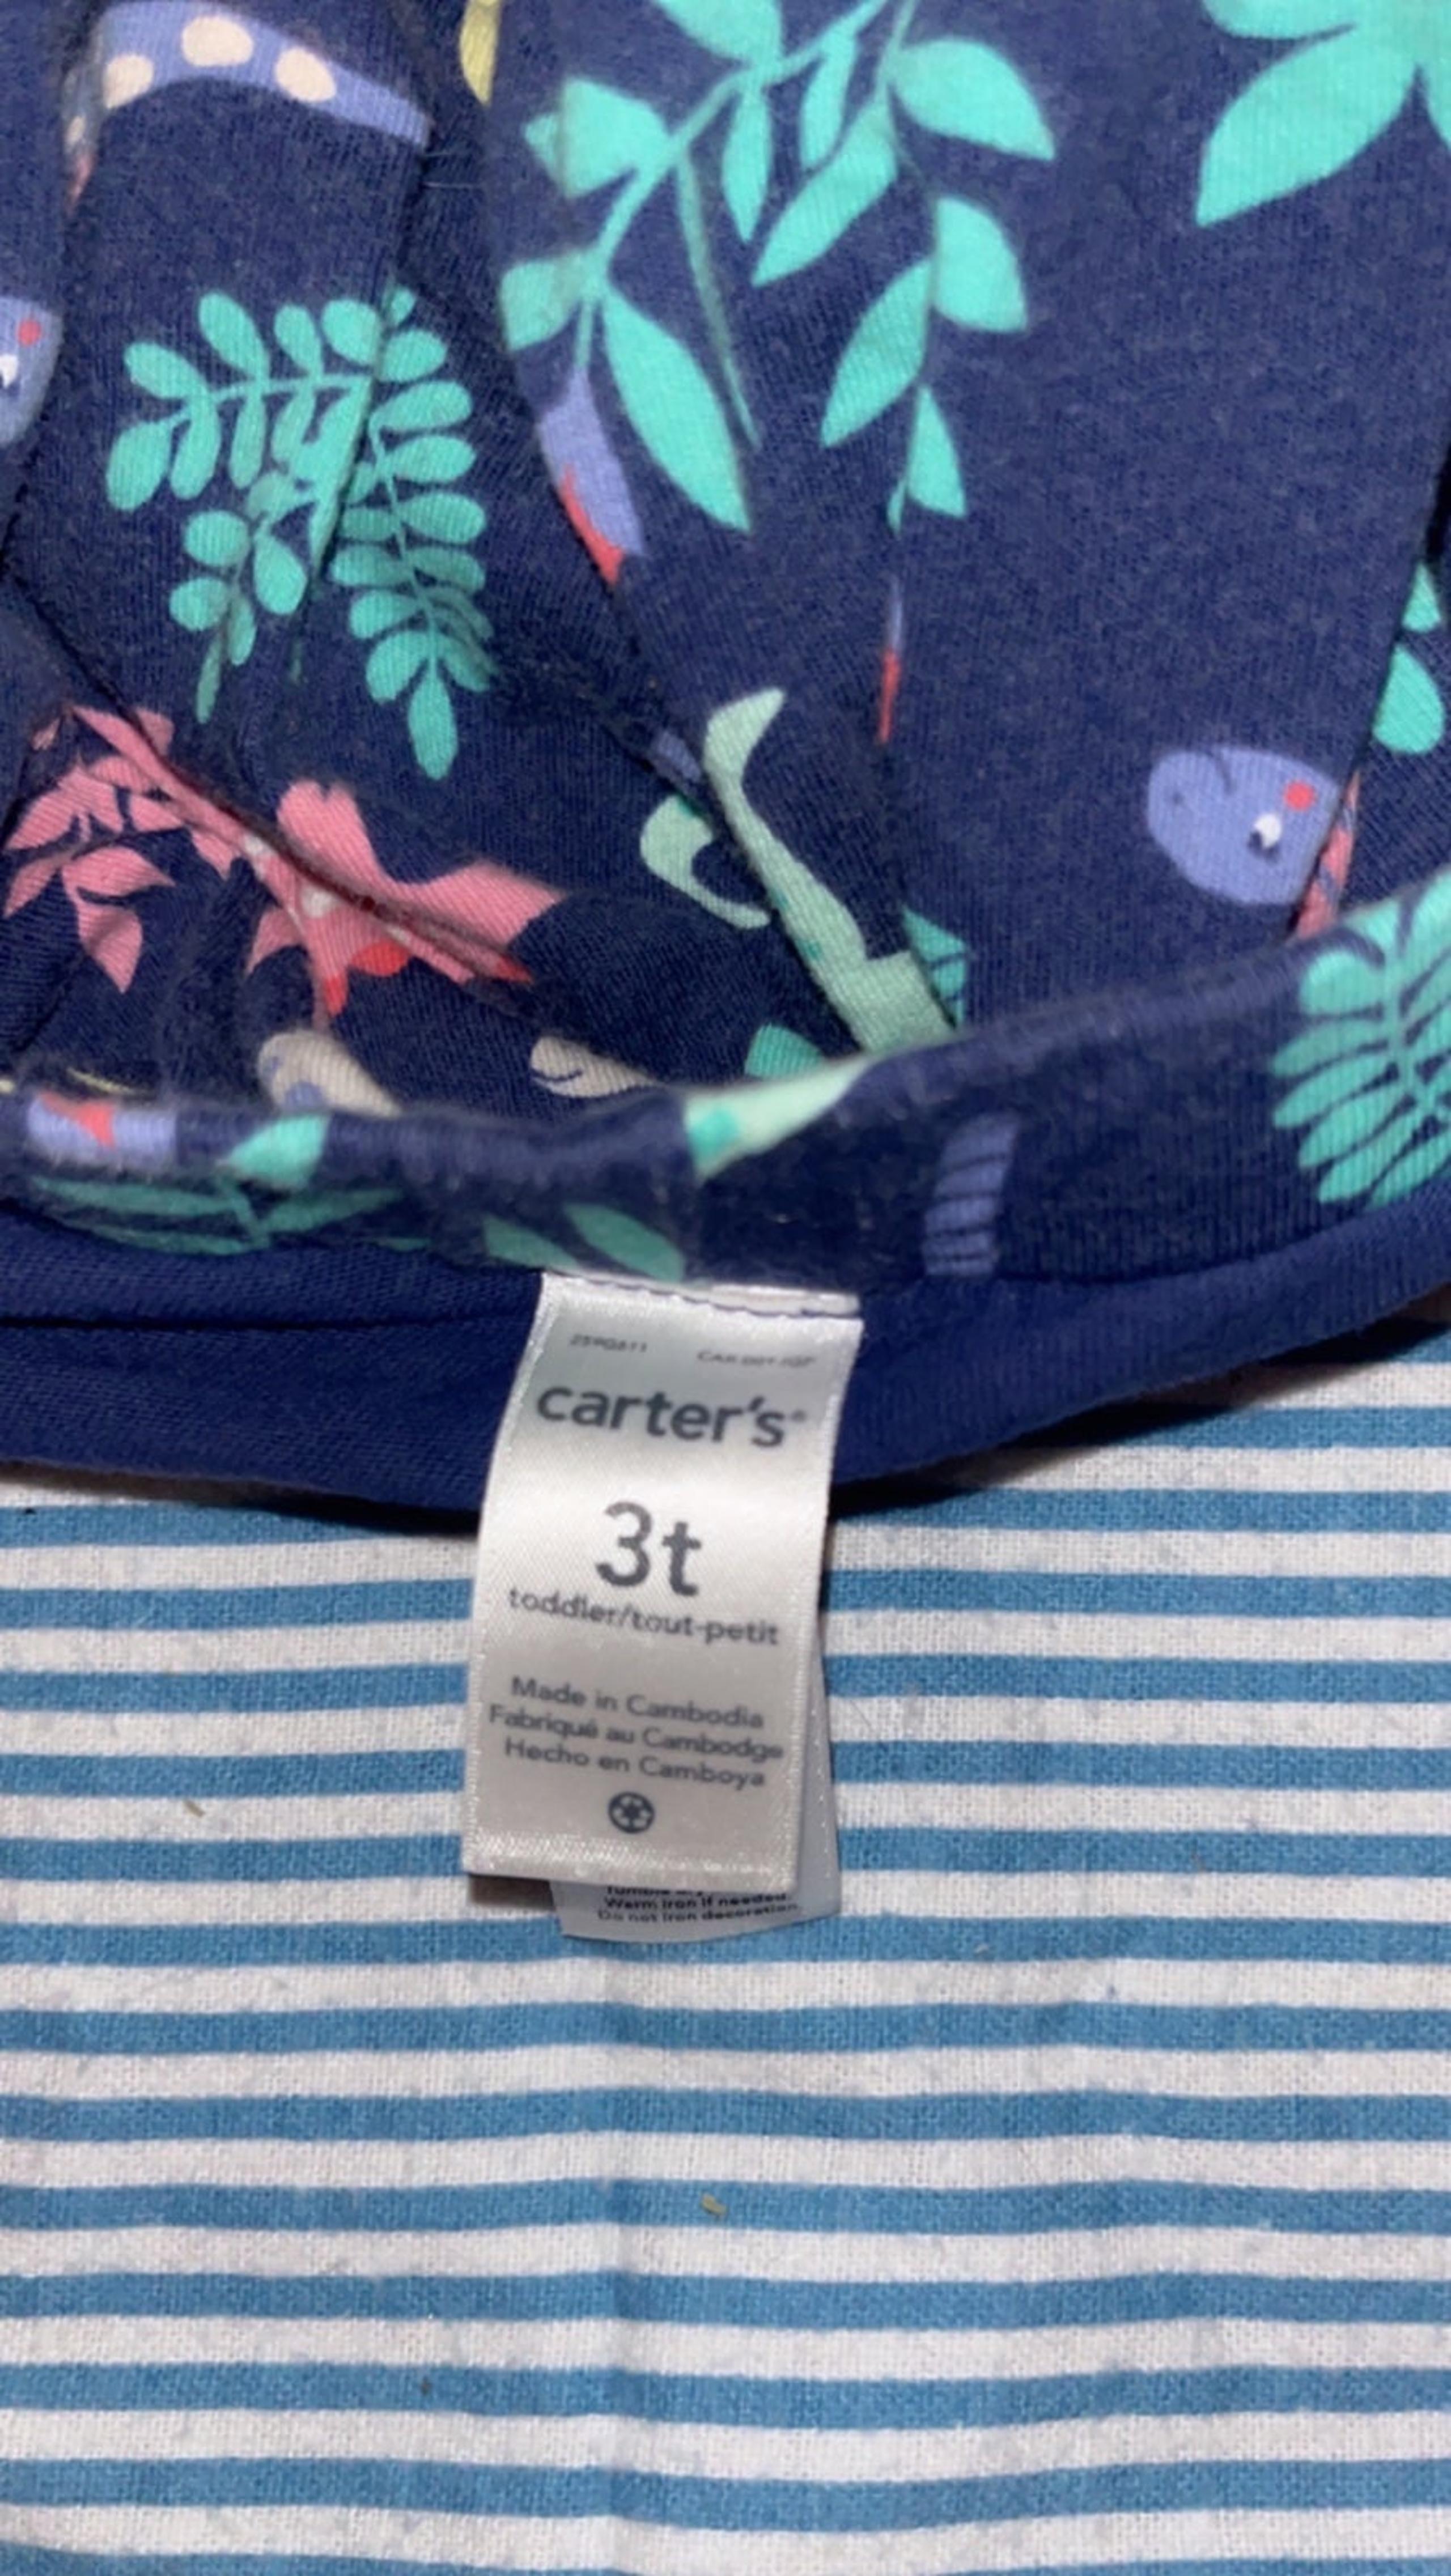 carter's®
3t
toddler/tout-petit
Made in Cambodia
Fabriqué au Cambodge
Hecho en Camboya
Warm iron if needed.
Do not iron decoration.